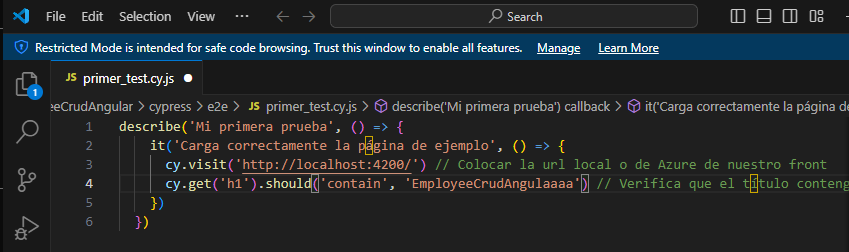 File Edit Selection View ··· Search
Restricted Mode is intended for safe code browsing. Trust this window to enable all features. Manage Learn More
JS primer_test.cy.js
eeCrudAngular > cypress > e2e > JS primer_test.cy.js > describe('Mi primera prueba') callback > it('Carga correctamente la página de
1
1 describe('Mi primera prueba', () => {
2 it('Carga correctamente la página de ejemplo', () => {
3 cy.visit('http://localhost:4200/') // Colocar la url local o de Azure de nuestro front
4 cy.get('h1').should('contain', 'EmployeeCrudAngulaaaa') // Verifica que el título conteng
5 })
6 })